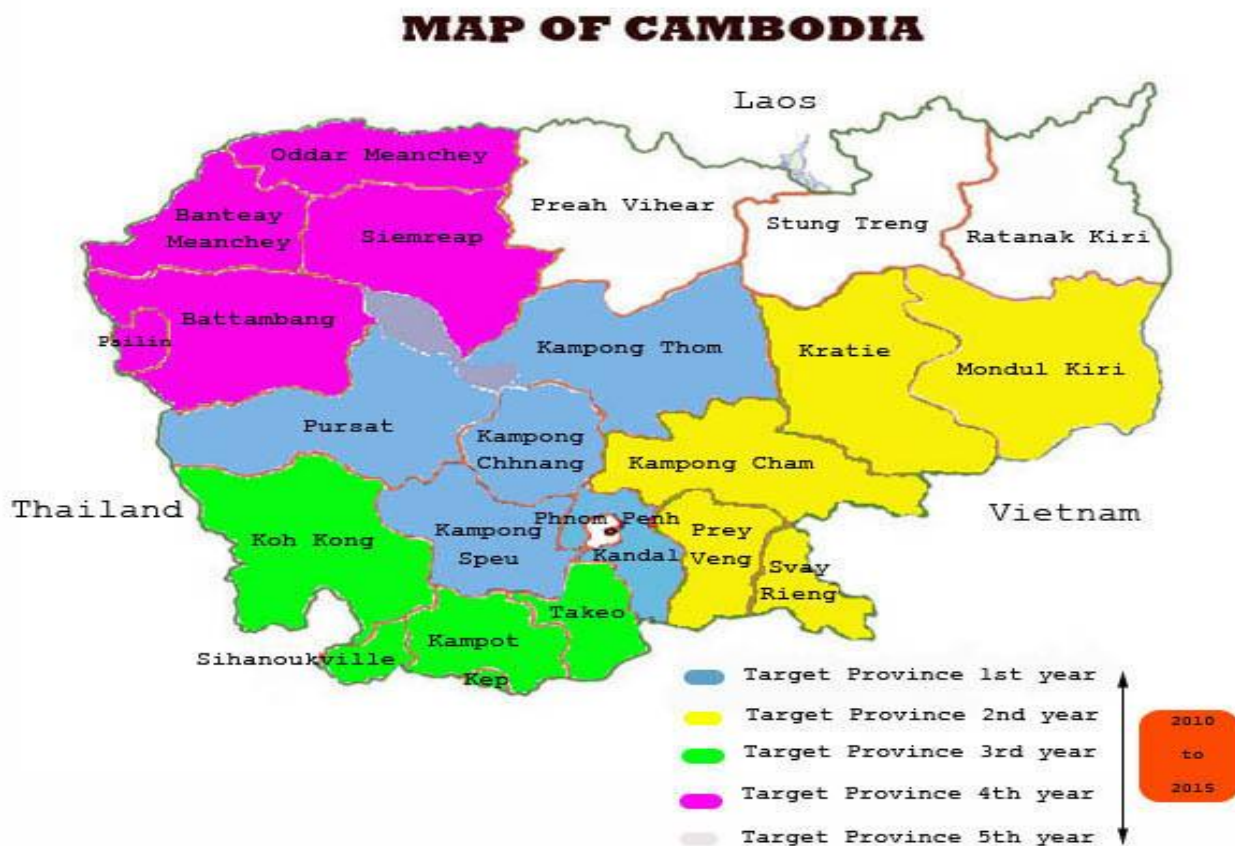 MAP OF CAMBODIA
Laos
Oddar Meanchey
Preah Vihear
Banteay
Meanchey
Siemreap
Stung Treng
Ratanak Kiri
Battambang
Pailin
Kampong Thom
Kratie
Mondul Kiri
Pursat
Kampong
Chhnang
Kampong Cham
Thailand
Vietnam
Koh Kong
Kampong
Speu
Phnom Penh
Kandal
Prey
Veng
Svay
Rieng
Takeo
Kampot
Sihanoukville
Kep
Target Province 1st year
Target Province 2nd year
Target Province 3rd year
Target Province 4th year
Target Province 5th year
2010
to
2015